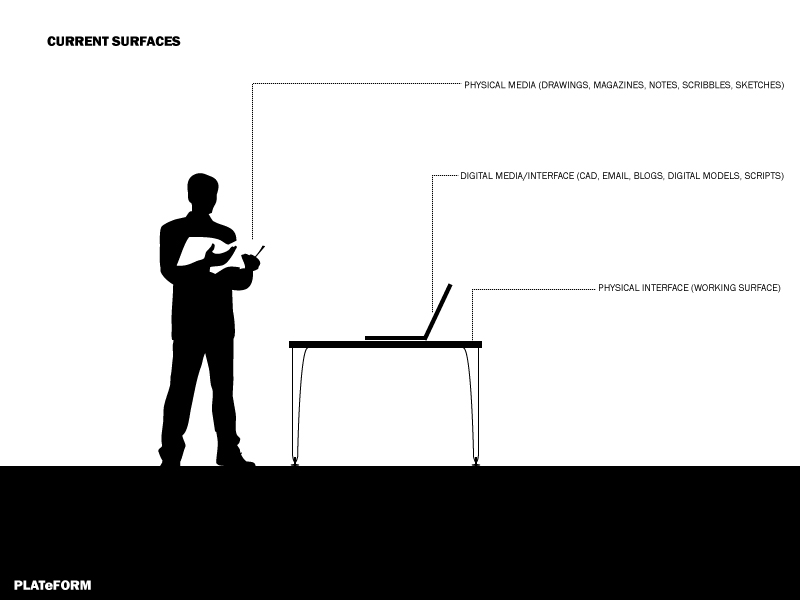 CURRENT SURFACES
PHYSICAL MEDIA (DRAWINGS, MAGAZINES, NOTES, SCRIBBLES, SKETCHES)
DIGITAL MEDIA/INTERFACE (CAD, EMAIL, BLOGS, DIGITAL MODELS, SCRIPTS)
PHYSICAL INTERFACE (WORKING SURFACE)
PLATeFORM